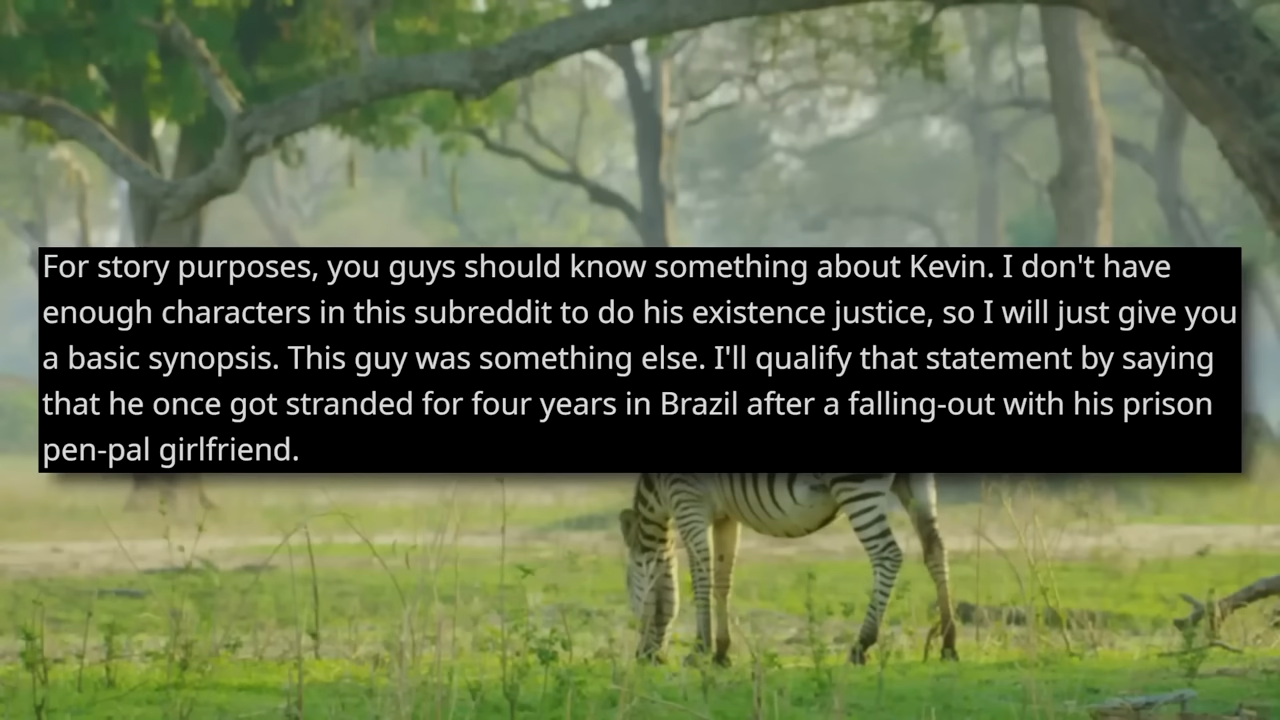 For story purposes, you guys should know something about Kevin. I don't have
enough characters in this subreddit to do his existence justice, so I will just give you
a basic synopsis. This guy was something else. I'll qualify that statement by saying
that he once got stranded for four years in Brazil after a falling-out with his prison
pen-pal girlfriend.